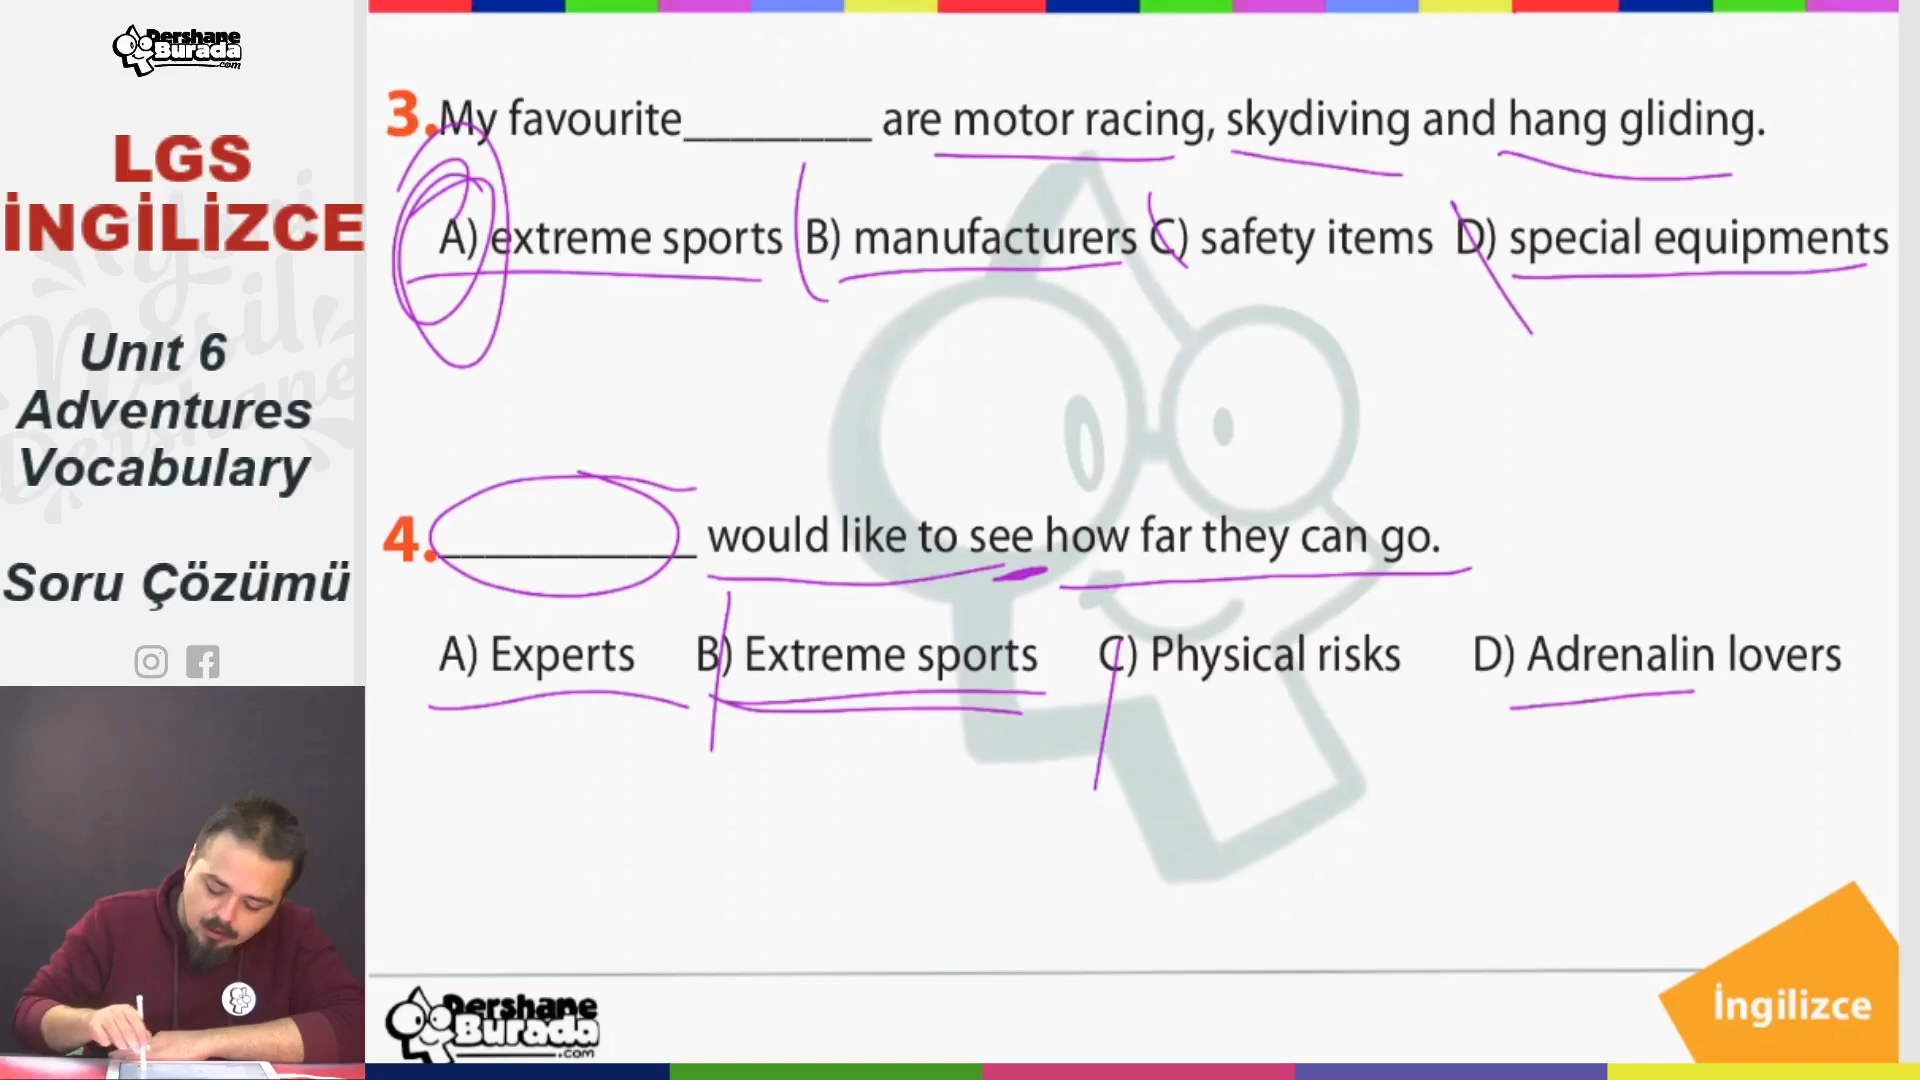 Dershane
Burada
.com
LGS
İNGİLİZCE
Unıt 6
Adventures
Vocabulary
Soru Çözümü
3. My favourite________ are motor racing, skydiving and hang gliding.
A) extreme sports B) manufacturers C) safety items D) special equipments
4.___________ would like to see how far they can go.
A) Experts B) Extreme sports C) Physical risks D) Adrenalin lovers
Dershane
Burada
.com
İngilizce